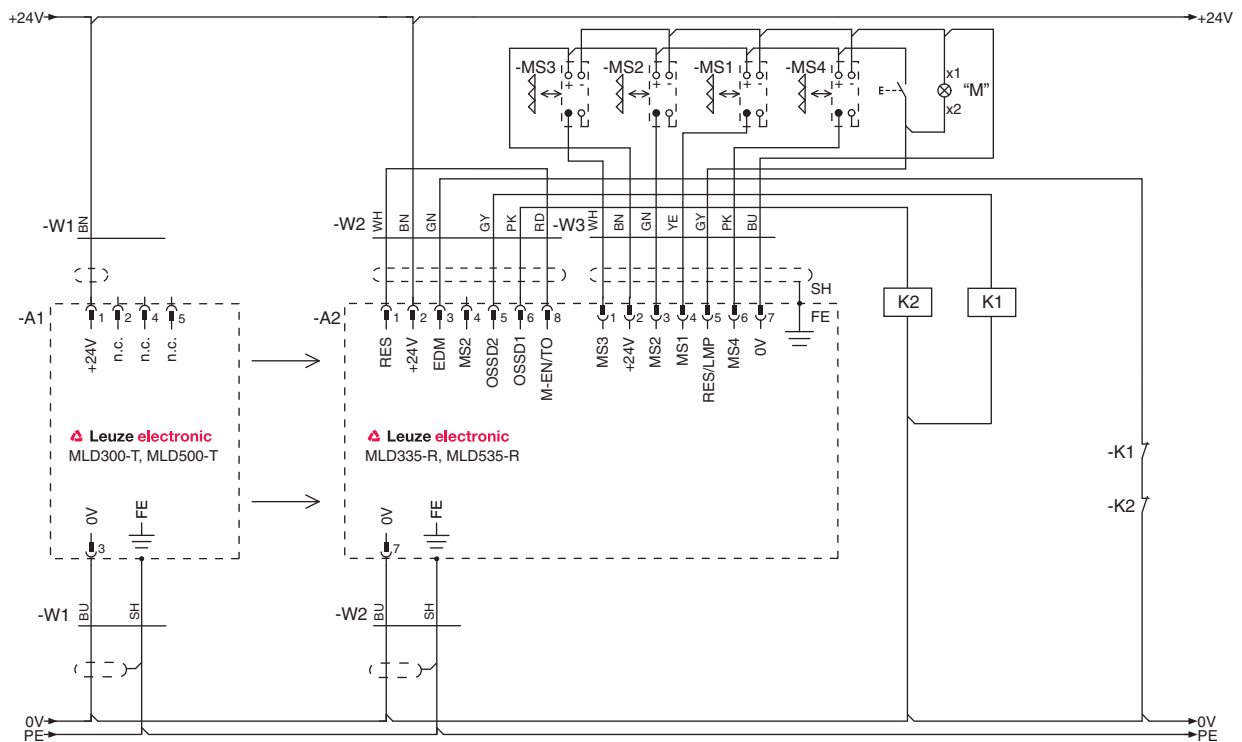 +24V +24V
-MS3 -MS2 -MS1 -MS4
+ - + - + - + -
E
x1
"M"
x2
-W1 BN
-W2 WH BN GN GY PK RD
-W3 WH BN GN YE GY PK BU
SH
FE
K2 K1
-A1 1 2 4 5
+24V n.c. n.c. n.c.
-A2 1 2 3 4 5 6 8
RES +24V EDM MS2 OSSD2 OSSD1 M-EN/TO
1 2 3 4 5 6 7
MS3 +24V MS2 MS1 RES/LMP MS4 0V
Leuze electronic
MLD300-T, MLD500-T
Leuze electronic
MLD335-R, MLD535-R
-K1
-K2
0V FE
3
0V FE
7
-W1 BU SH
-W2 BU SH
0V 0V
PE PE